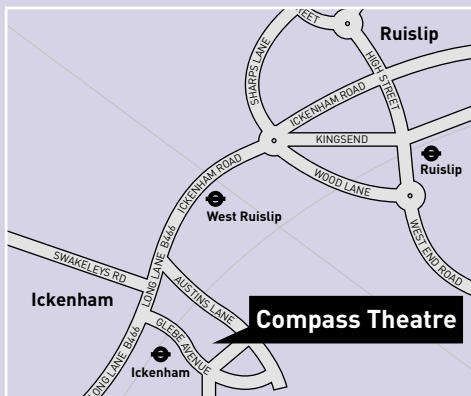 REET
Ruislip
SHARPS LANE
HIGH STREET
ICKENHAM ROAD
KINGSEND
Ruislip
WOOD LANE
ICKENHAM ROAD
West Ruislip
WEST END ROAD
SWAKELEYS RD
LONG LANE B466
AUSTINS LANE
Ickenham
Compass Theatre
GLEBE AVENUE
LONG LANE B466
Ickenham